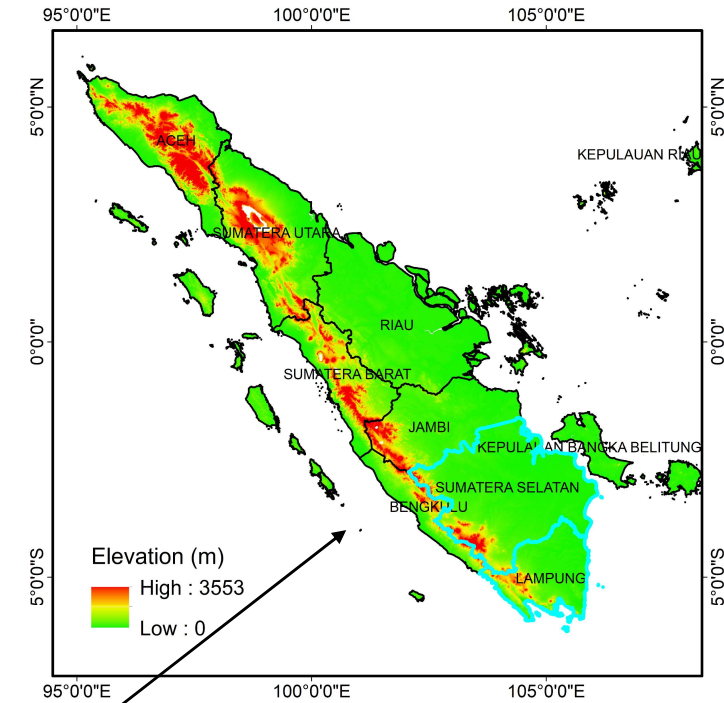 95°0'0"E 100°0'0"E 105°0'0"E
5°0'0"N 5°0'0"N
KEPULAUAN RIAU
ACEH
SUMATERA UTARA
RIAU
0°0'0" 0°0'0"
SUMATERA BARAT
JAMBI
KEPULAUAN BANGKA BELITUNG
SUMATERA SELATAN
BENGKULU
Elevation (m)
High : 3553
Low : 0
LAMPUNG
5°0'0"S 5°0'0"S
95°0'0"E 100°0'0"E 105°0'0"E